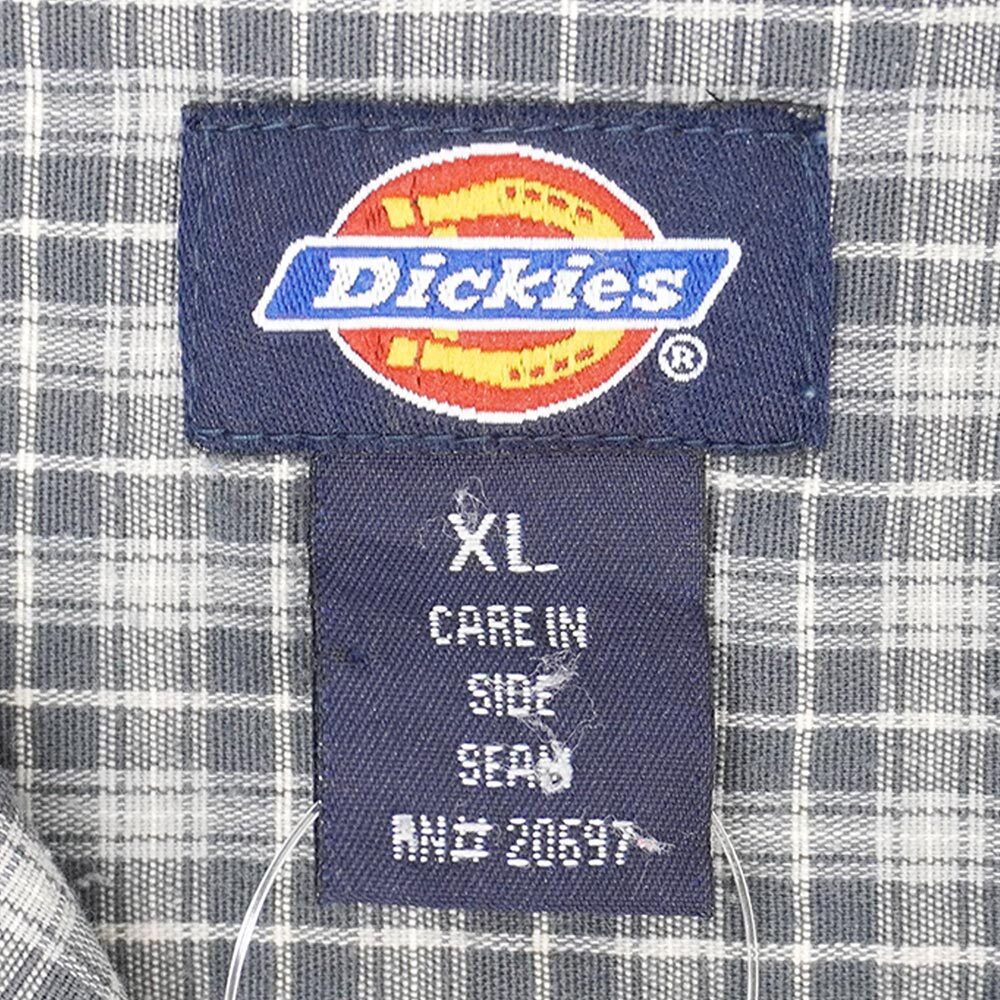 Dickies®
XL
CARE IN
SIDE
SEAM
RN# 20697